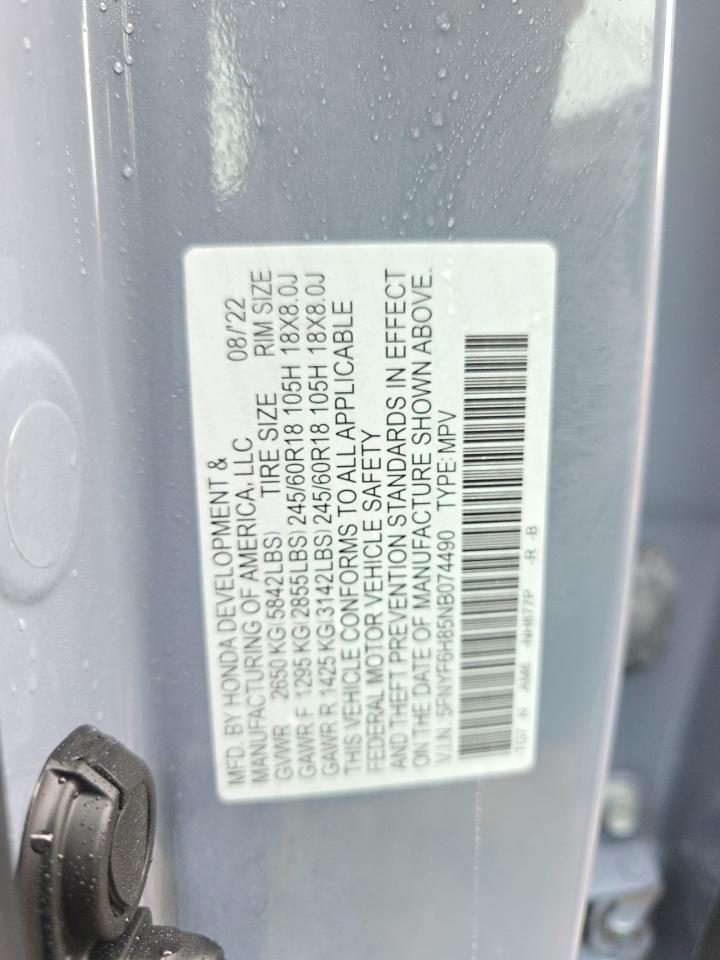 MFD. BY HONDA DEVELOPMENT &
MANUFACTURING OF AMERICA, LLC 08/'22
GVWR 2650 KG(5842LBS) TIRE SIZE RIM SIZE
GAWR F 1295 KG(2855LBS) 245/60R18 105H 18X8.0J
GAWR R 1425 KG(3142LBS) 245/60R18 105H 18X8.0J
THIS VEHICLE CONFORMS TO ALL APPLICABLE
FEDERAL MOTOR VEHICLE SAFETY
AND THEFT PREVENTION STANDARDS IN EFFECT
ON THE DATE OF MANUFACTURE SHOWN ABOVE.
V.I.N. 5FNYF6H85NB074490 TYPE: MPV
TG7 N AM6 -NH877P -R -B